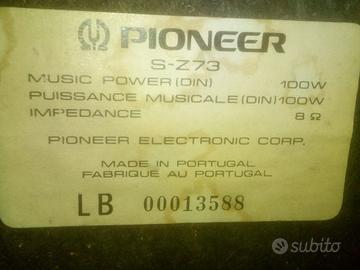 PIONEER
S-Z73
MUSIC POWER (DIN) 100W
PUISSANCE MUSICALE (DIN) 100W
IMPEDANCE 8 Ω
PIONEER ELECTRONIC CORP.
MADE IN PORTUGAL
FABRIQUÉ AU PORTUGAL
LB 00013588
subito